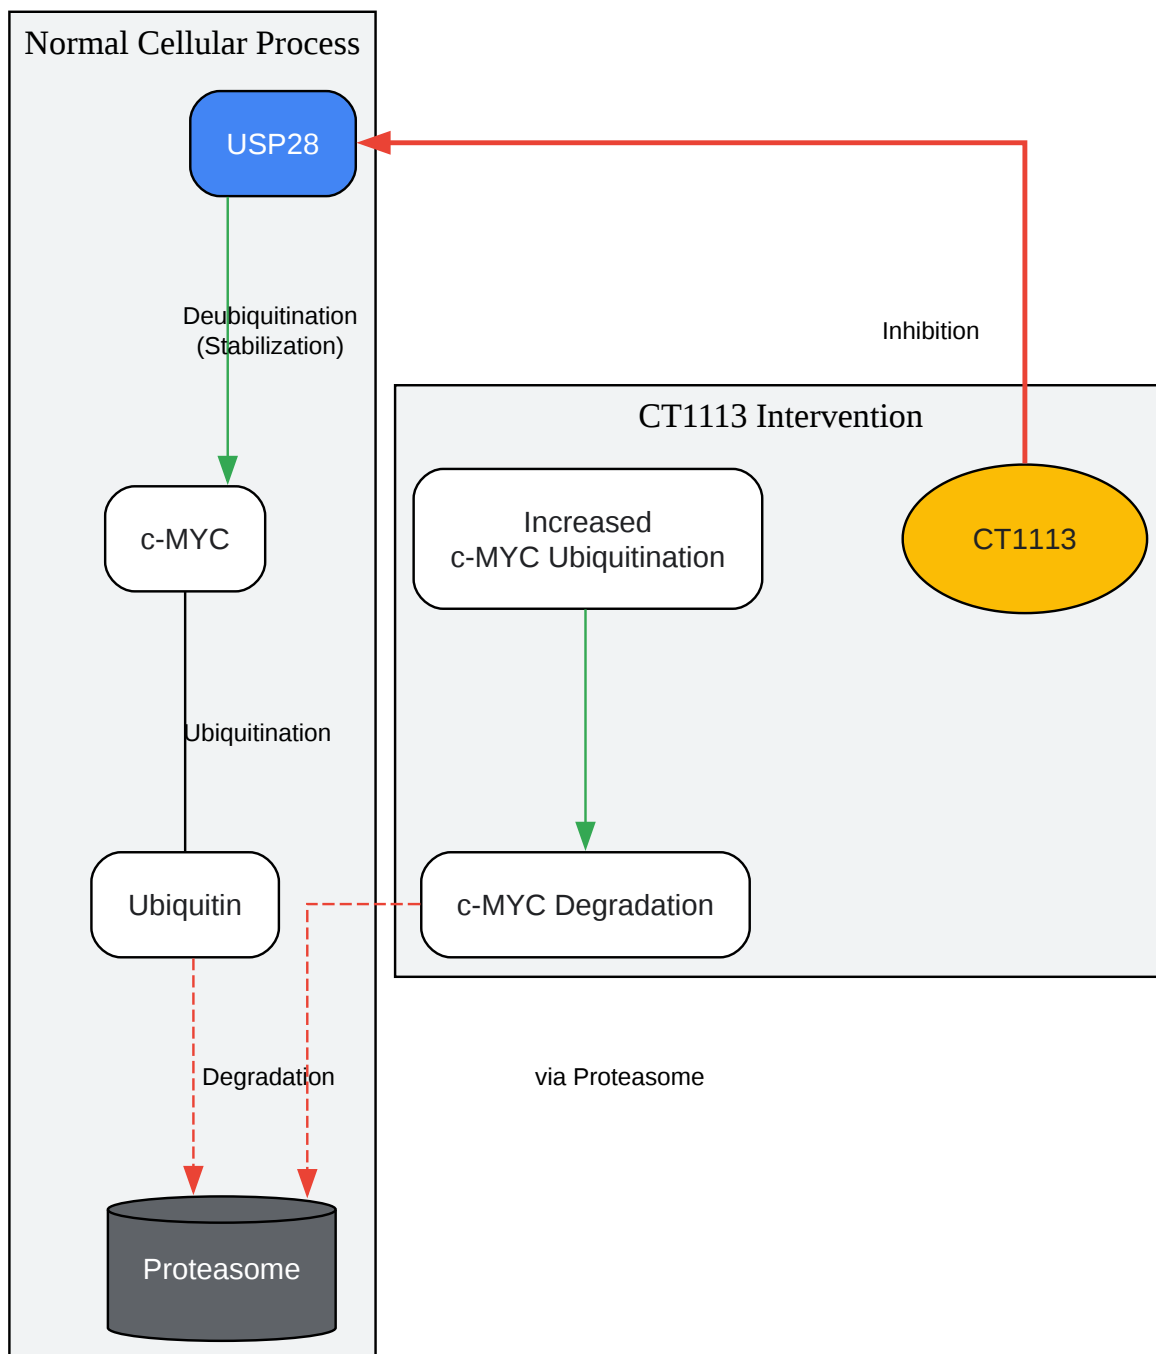 Normal Cellular Process
USP28
Deubiquitination
(Stabilization)
Inhibition
CT1113 Intervention
Increased
c-MYC Ubiquitination
CT1113
c-MYC
Ubiquitination
Ubiquitin
c-MYC Degradation
Degradation
via Proteasome
Proteasome